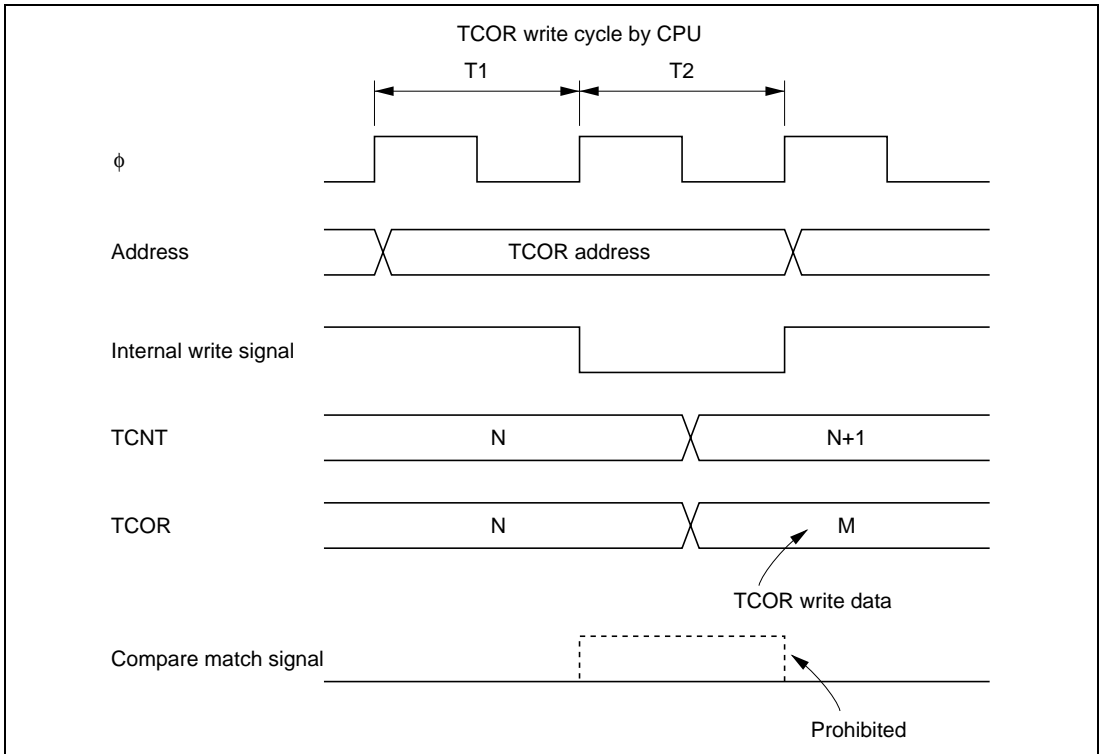 TCOR write cycle by CPU
T1 T2
ϕ
Address TCOR address
Internal write signal
TCNT N N+1
TCOR N M
TCOR write data
Compare match signal
Prohibited